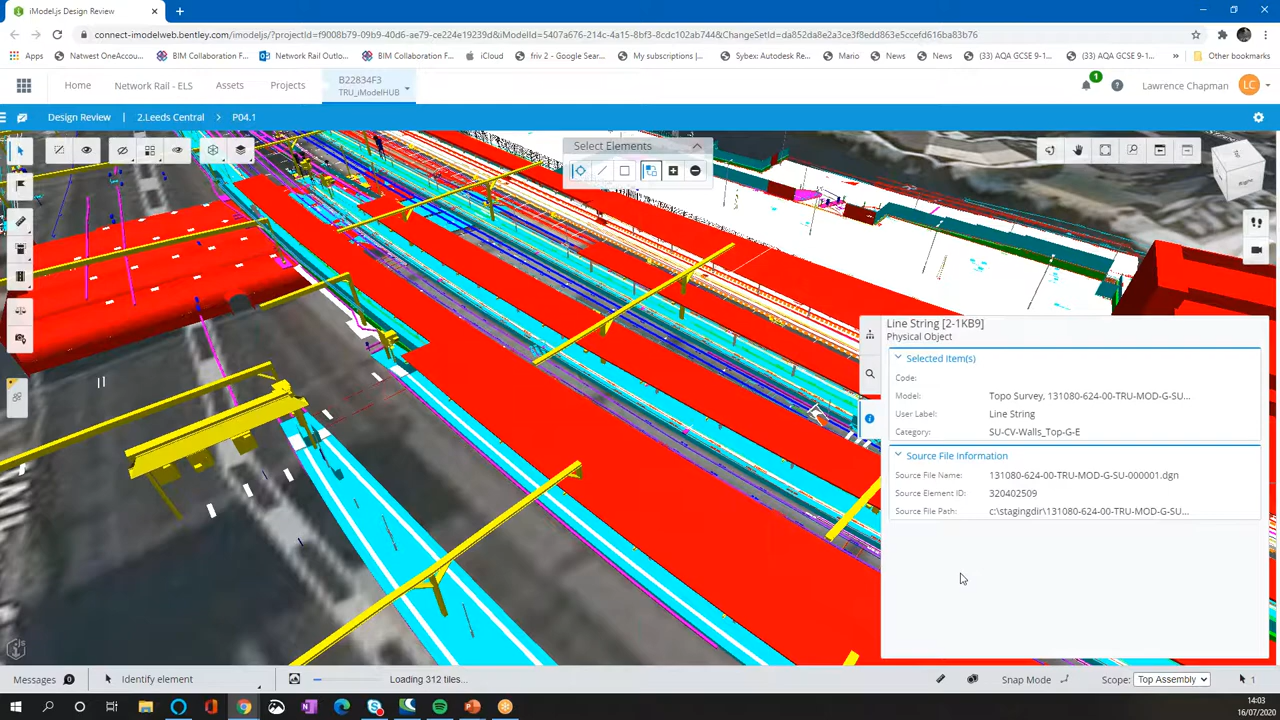 iModel.js Design Review
connect-imodelweb.bentley.com/imodeljs/?projectId=f9008b79-09b9-40d6-ae79-ce224e19239d&iModelId=5407a676-214c-4a15-8bf3-8cdc102ab744&ChangeSetId=da852da8e2a3ce3f8edd863e5ccefd616ba83b76
Apps Natwest OneAccou... BIM Collaboration F... Network Rail Outlo... BIM Collaboration F... iCloud friv 2 - Google Sear... My subscriptions |... Sybex: Autodesk Re... Mario News News (33) AQA GCSE 9-1... (33) AQA GCSE 9-1... » Other bookmarks
Home Network Rail - ELS Assets Projects B22834F3
TRU_iModelHUB
1
Lawrence Chapman LC
Design Review 2.Leeds Central > P04.1
Select Elements
Right
Line String [2-1KB9]
Physical Object
Selected Item(s)
Code:
Model: Topo Survey, 131080-624-00-TRU-MOD-G-SU...
User Label: Line String
Category: SU-CV-Walls_Top-G-E
Source File Information
Source File Name: 131080-624-00-TRU-MOD-G-SU-000001.dgn
Source Element ID: 320402509
Source File Path: c:\stagingdir\131080-624-00-TRU-MOD-G-SU...
Messages 0 Identify element Loading 312 tiles... Snap Mode Scope: Top Assembly 1
14:03
16/07/2020